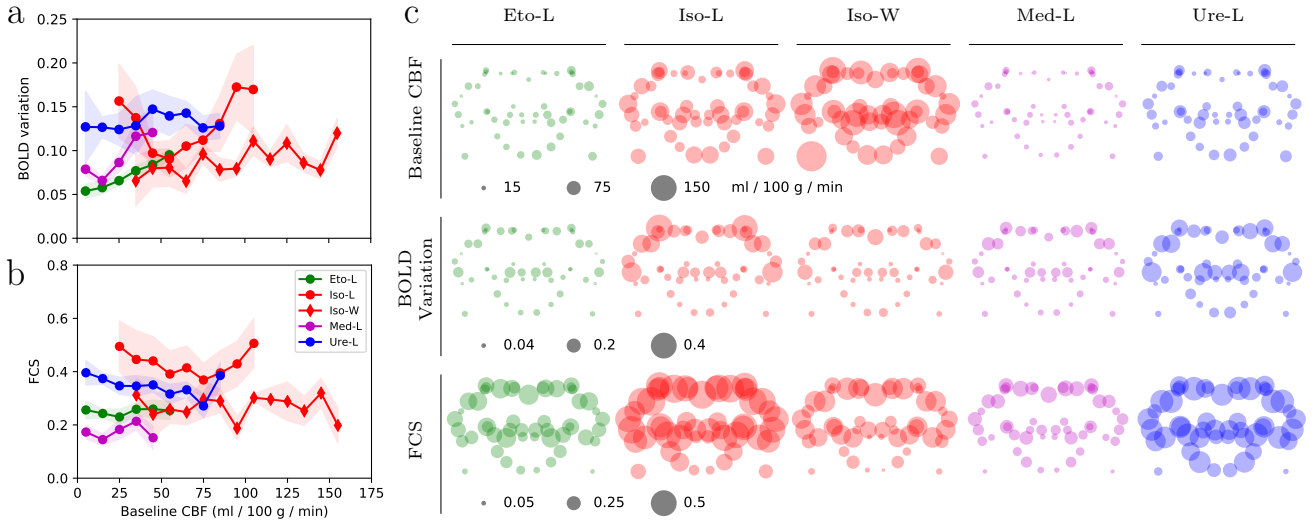 a
0.25
0.20
0.15
0.10
0.05
0.00
BOLD variation
b
0.8
0.6
0.4
0.2
0.0
FCS
Eto-L
Iso-L
Iso-W
Med-L
Ure-L
0 25 50 75 100 125 150 175
Baseline CBF (ml / 100 g / min)
c
Eto-L Iso-L Iso-W Med-L Ure-L
Baseline CBF
15 75 150 ml / 100 g / min
BOLD
Variation
0.04 0.2 0.4
FCS
0.05 0.25 0.5